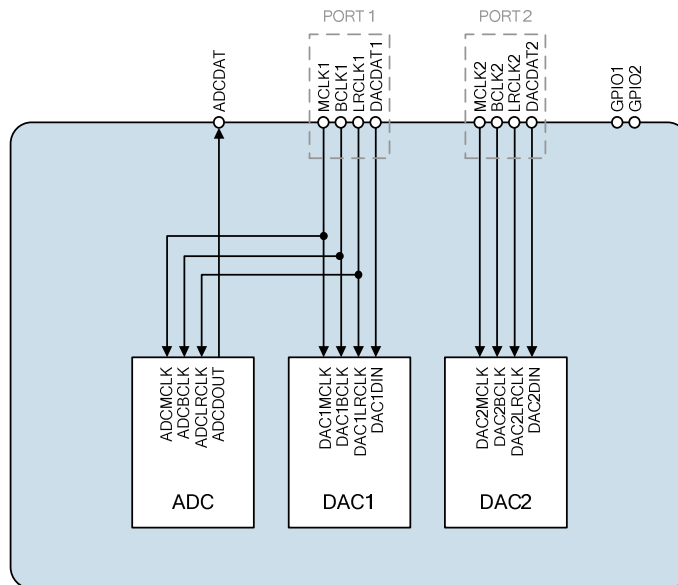 PORT 1
PORT 2
ADCDAT
MCLK1
BCLK1
LRCLK1
DACDAT1
MCLK2
BCLK2
LRCLK2
DACDAT2
GPIO1
GPIO2
ADCMCLK
ADCBCLK
ADCLRCLK
ADCDOUT
DAC1MCLK
DAC1BCLK
DAC1LRCLK
DAC1DIN
DAC2MCLK
DAC2BCLK
DAC2LRCLK
DAC2DIN
ADC
DAC1
DAC2